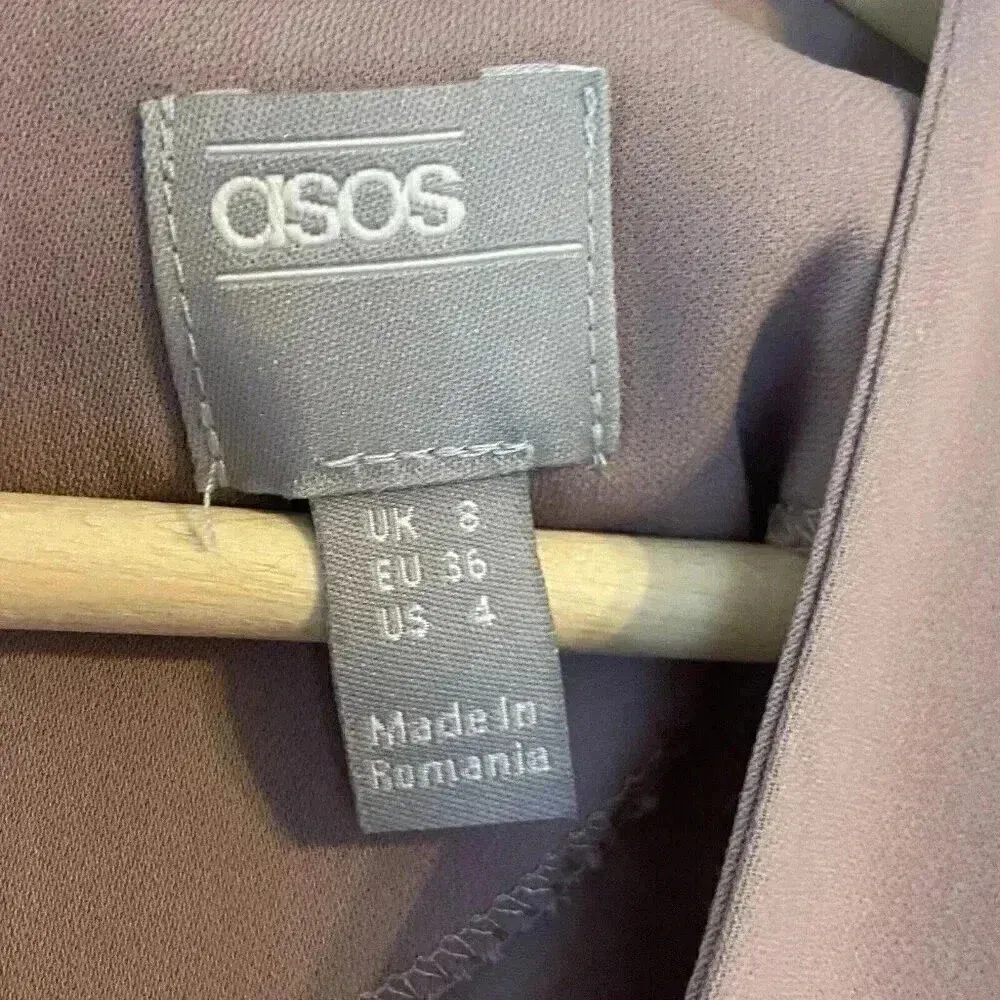 asos
UK 8
EU 36
US 4
Made In
Romania